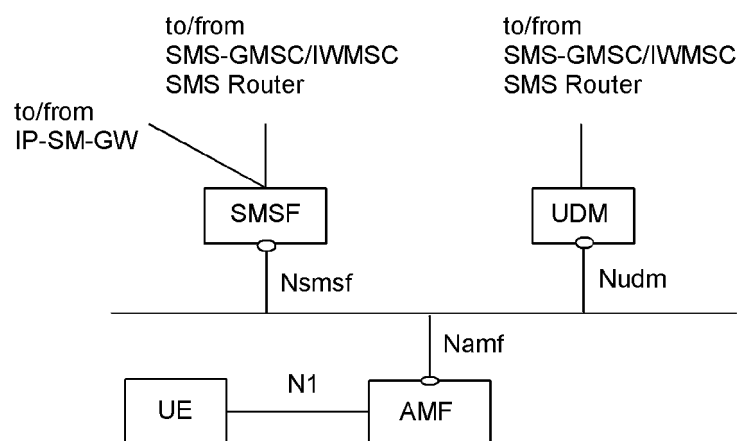 to/from
SMS-GMSC/IWMSC
SMS Router
to/from
SMS-GMSC/IWMSC
SMS Router
to/from
IP-SM-GW
SMSF
UDM
Nsmsf
Nudm
Namf
N1
UE
AMF